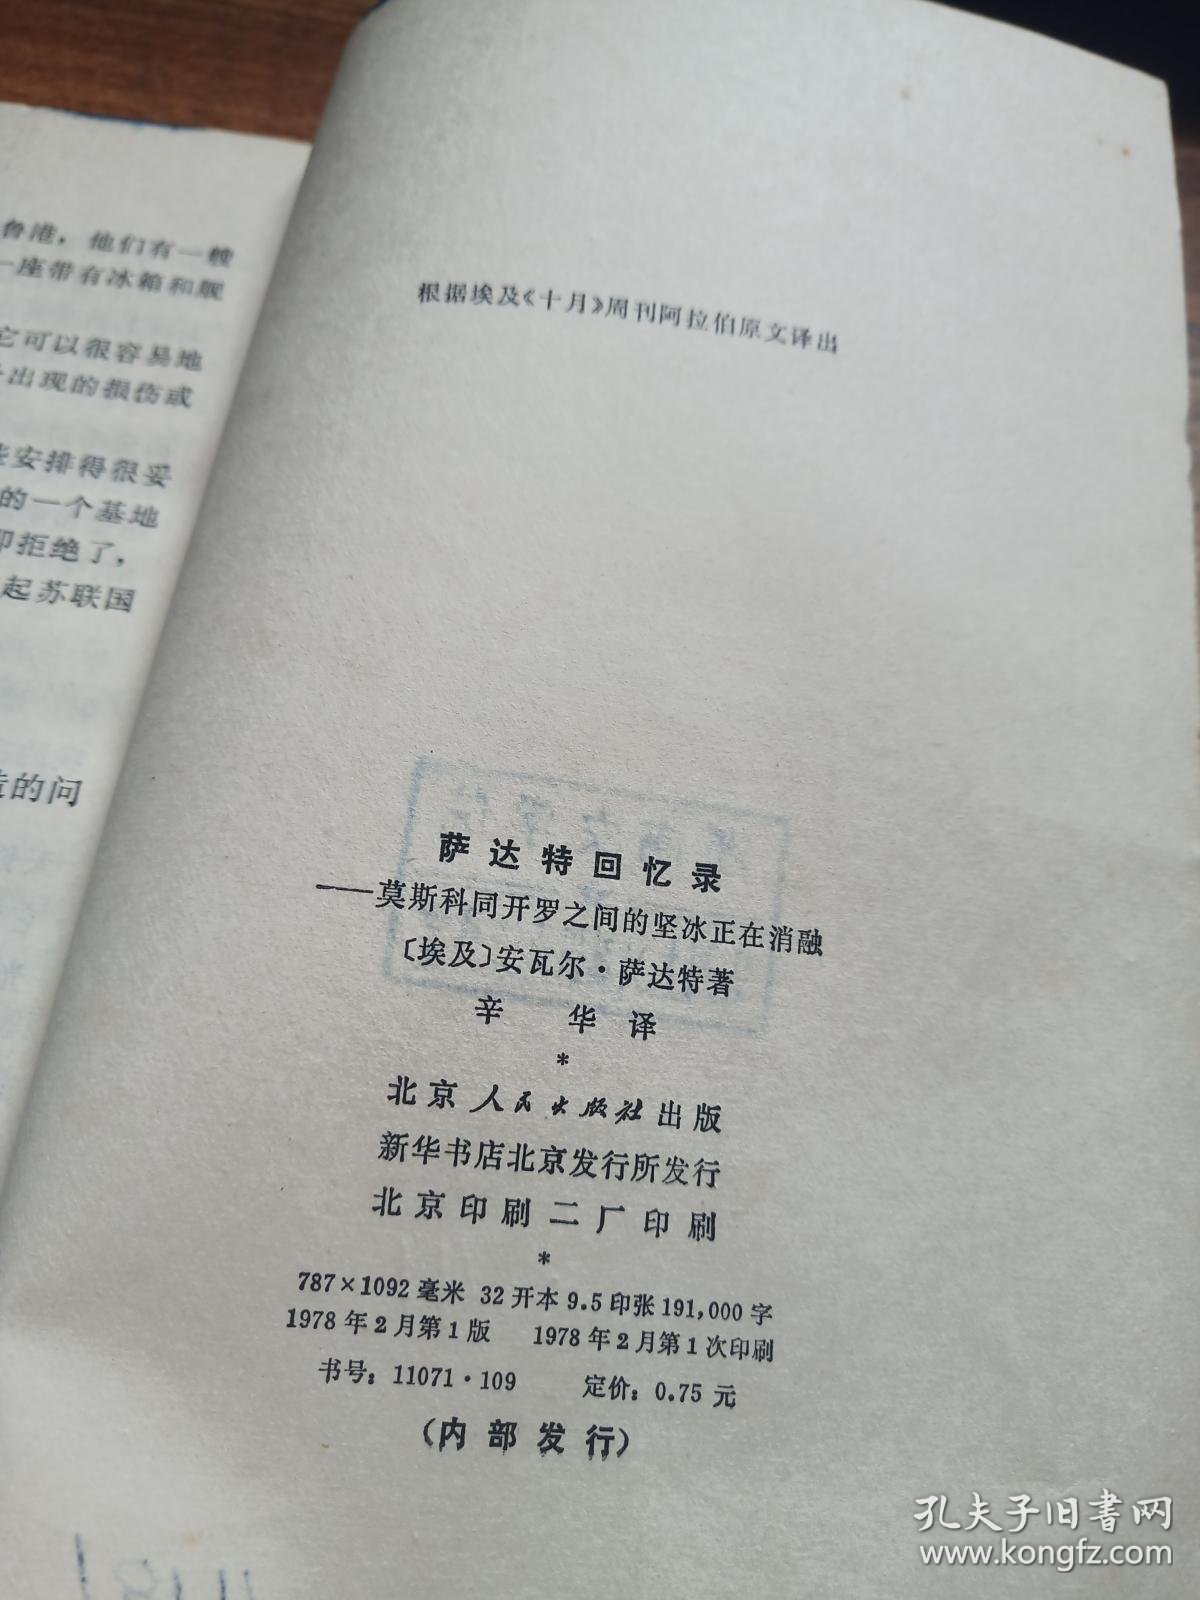 鲁港，他们有一艘
一座带有冰箱和舰
它可以很容易地
出现的损伤或
安排得很妥
的一个基地
即拒绝了，
起苏联国
的问
根据埃及《十月》周刊阿拉伯原文译出
萨达特回忆录
——莫斯科同开罗之间的坚冰正在消融
〔埃及〕安瓦尔·萨达特著
辛 华 译
*
北京人民出版社出版
新华书店北京发行所发行
北京印刷二厂印刷
*
787×1092毫米 32开本 9.5印张 191,000字
1978年2月第1版 1978年2月第1次印刷
书号：11071·109 定价：0.75元
（内部发行）
孔夫子旧书网
www.kongfz.com